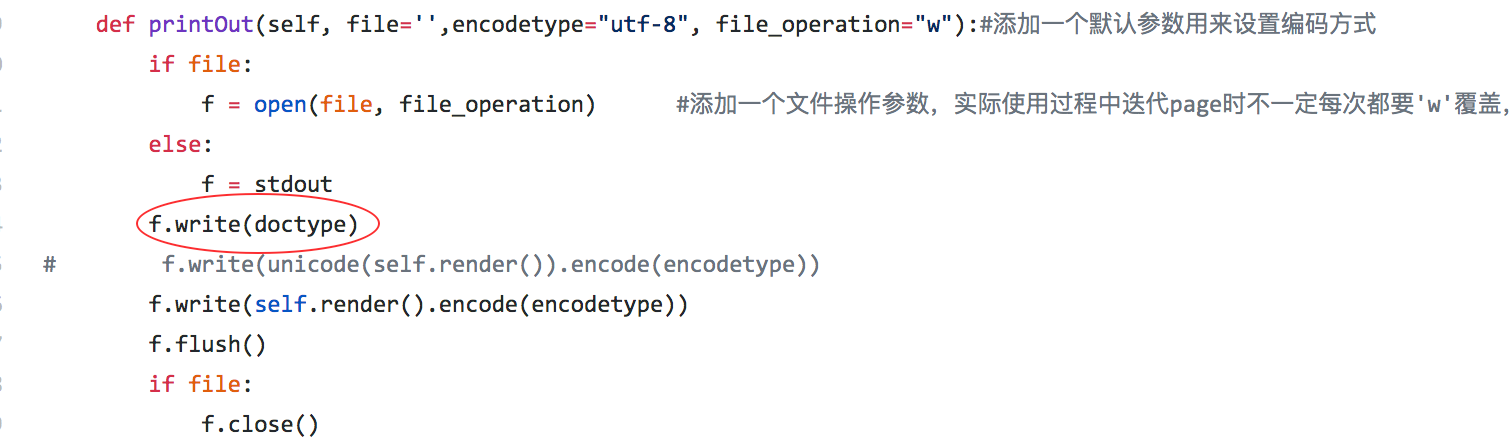 def printOut(self, file='',encodetype="utf-8", file_operation="w"):#添加一个默认参数用来设置编码方式
if file:
f = open(file, file_operation) #添加一个文件操作参数，实际使用过程中迭代page时不一定每次都要'w'覆盖，
else:
f = stdout
f.write(doctype)
# f.write(unicode(self.render()).encode(encodetype))
f.write(self.render().encode(encodetype))
f.flush()
if file:
f.close()